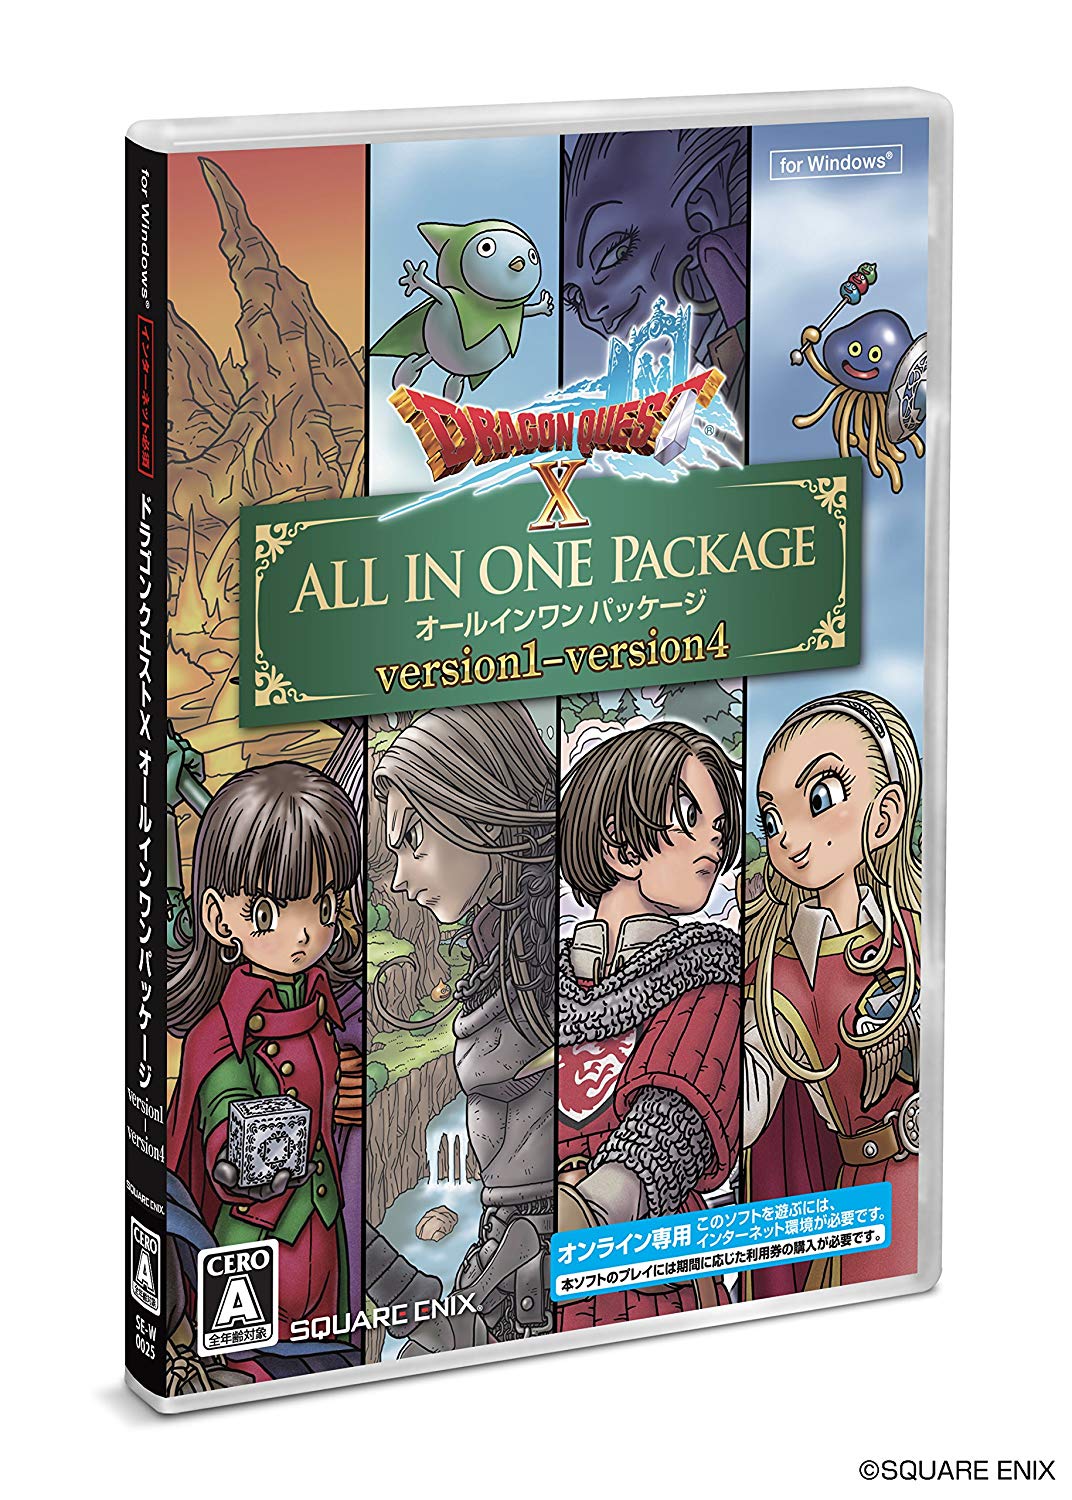 for Windows®
DRAGON QUEST®
X
ALL IN ONE PACKAGE
オールインワン パッケージ
version1–version4
オンライン専用 このソフトを遊ぶには、
インターネット環境が必要です。
本ソフトのプレイには期間に応じた利用券の購入が必要です。
CERO
A
全年齢対象
SQUARE ENIX®
for Windows®
インターネット必須
ドラゴンクエストX オールインワンパッケージ
version1
–
version4
SQUARE ENIX.
CERO
A
全年齢対象
SE-W
0025
©SQUARE ENIX